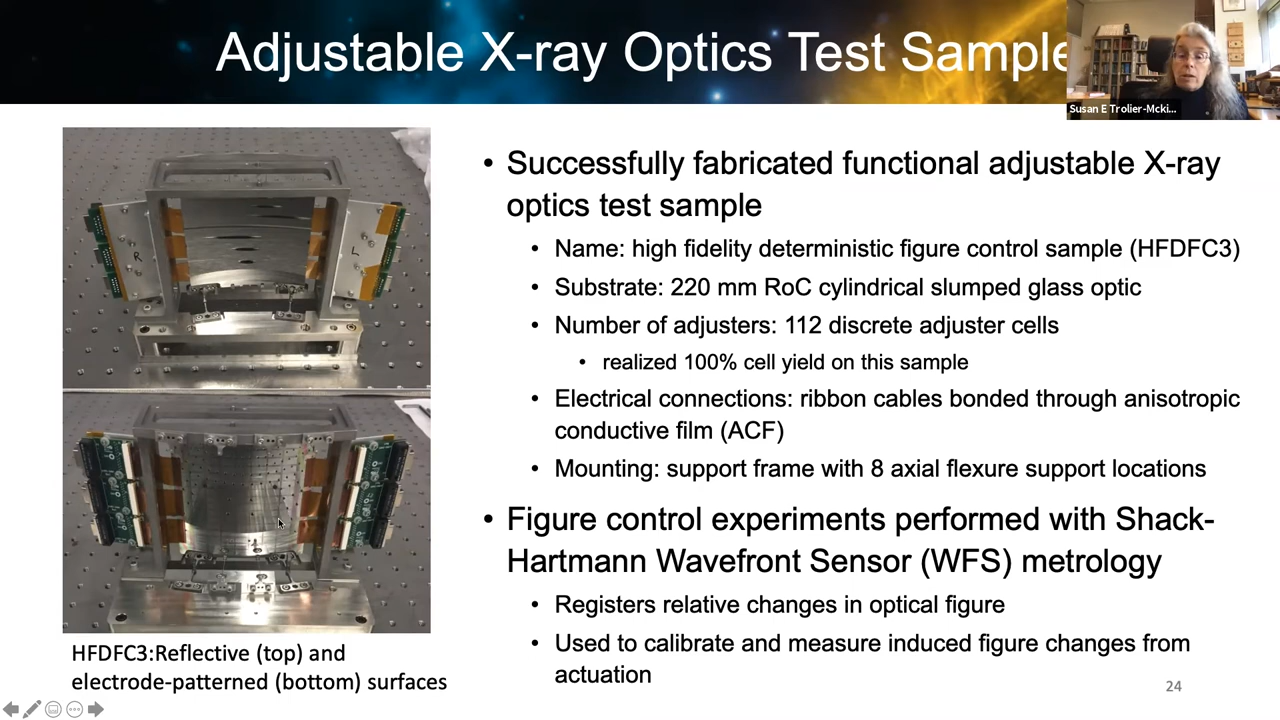 Adjustable X-ray Optics Test Sample
Susan E Trolier-Mcki...
• Successfully fabricated functional adjustable X-ray
optics test sample
• Name: high fidelity deterministic figure control sample (HFDFC3)
• Substrate: 220 mm RoC cylindrical slumped glass optic
• Number of adjusters: 112 discrete adjuster cells
• realized 100% cell yield on this sample
• Electrical connections: ribbon cables bonded through anisotropic
conductive film (ACF)
• Mounting: support frame with 8 axial flexure support locations
• Figure control experiments performed with Shack-
Hartmann Wavefront Sensor (WFS) metrology
• Registers relative changes in optical figure
• Used to calibrate and measure induced figure changes from
actuation
R
L
HFDFC3:Reflective (top) and
electrode-patterned (bottom) surfaces
24